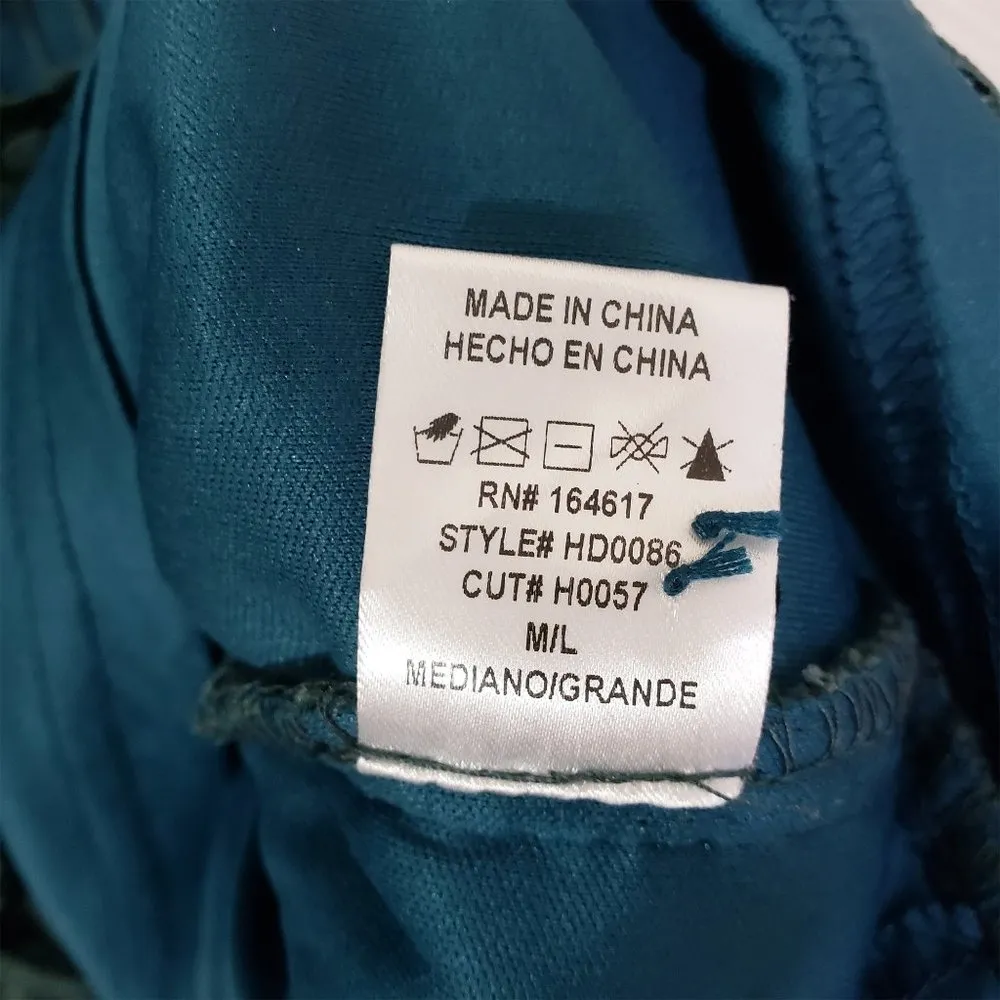 MADE IN CHINA
HECHO EN CHINA
RN# 164617
STYLE# HD0086
CUT# H0057
M/L
MEDIANO/GRANDE